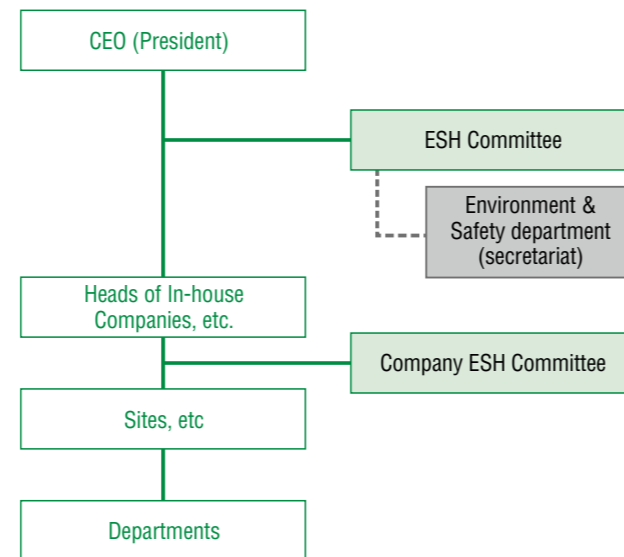 CEO (President)
ESH Committee
Environment &
Safety department
(secretariat)
Heads of In-house
Companies, etc.
Company ESH Committee
Sites, etc
Departments